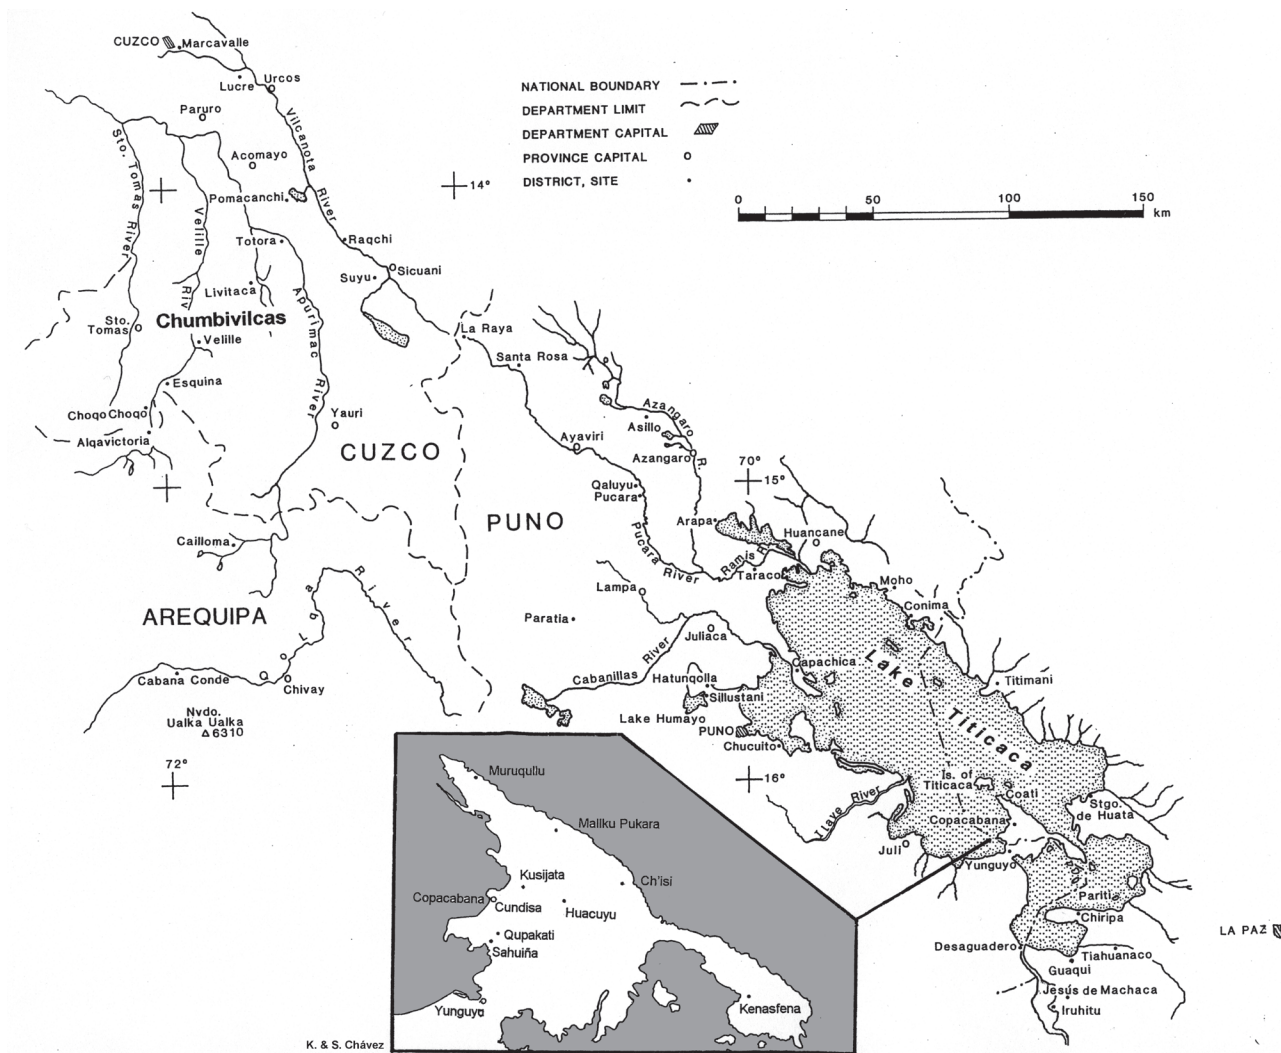 CUZCO
Marcavalle
Lucre
Urcos
Paruro
Vilcanota
River
Sto. Tomas River
Acomayo
Pomacanchi
Velille
Riv
Totora
Raqchi
Suyu
Sicuani
Livitaca
Apurimac
River
Sto.
Tomas
Chumbivilcas
Velille
Esquina
ChoqoChoqo
Alqavictoria
Yauri
CUZCO
NATIONAL BOUNDARY
DEPARTMENT LIMIT
DEPARTMENT CAPITAL
PROVINCE CAPITAL
DISTRICT, SITE
14°
0
50
100
150
km
La Raya
Santa Rosa
Azangaro
R.
Asillo
Ayaviri
Azangaro
Qaluyu
Pucara
70°
15°
PUNO
Arapa
Huancane
Pucara River
Ramis R
Taraco
Cailloma
AREQUIPA
Colca
River
Lampa
Paratia
Juliaca
Moho
Conima
Cabana Conde
Chivay
Cabanillas
River
Hatunqolla
Sillustani
Capachica
Lake
Titicaca
Titimani
Nvdo.
Ualka Ualka
6310
72°
Lake Humayo
PUNO
Chucuito
16°
Ilave River
Is. of
Titicaca
Coati
Stgo.
de Huata
Copacabana
Juli
Yunguyo
Pariti
Chiripa
LA PAZ
Desaguadero
Tiahuanaco
Guaqui
Jesús de Machaca
Iruhitu
Muruqullu
Mallku Pukara
Kusijata
Ch'isi
Copacabana
Cundisa
Huacuyu
Qupakati
Sahuiña
Yunguyu
Kenasfena
K. & S. Chávez